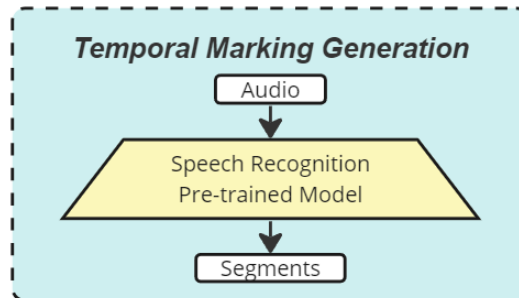 Temporal Marking Generation
Audio
Speech Recognition
Pre-trained Model
Segments